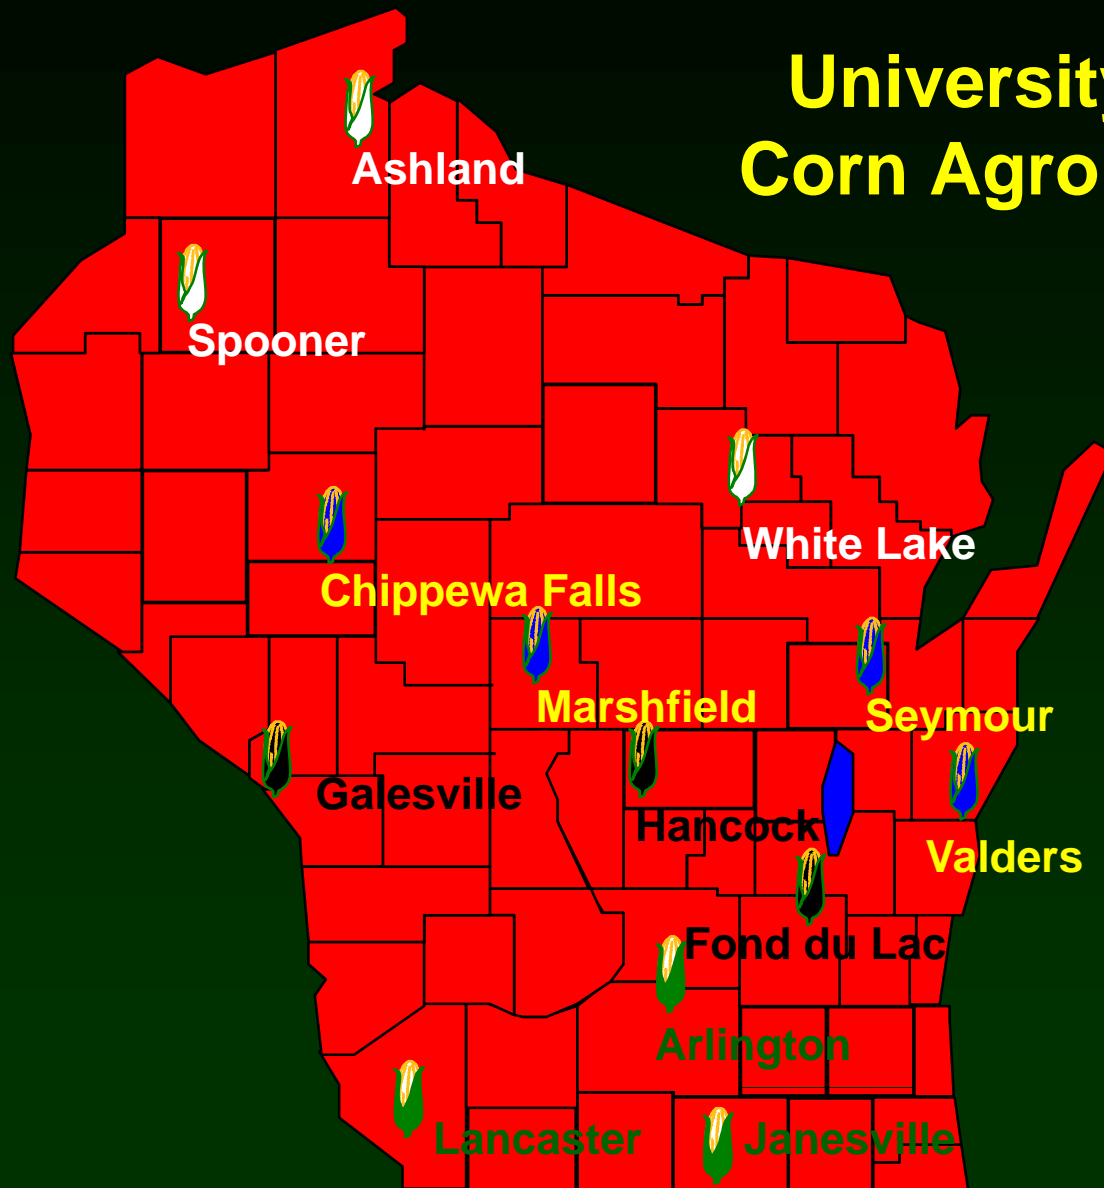 University
Corn Agro
Ashland
Spooner
White Lake
Chippewa Falls
Marshfield
Seymour
Galesville
Hancock
Valders
Fond du Lac
Arlington
Lancaster
Janesville